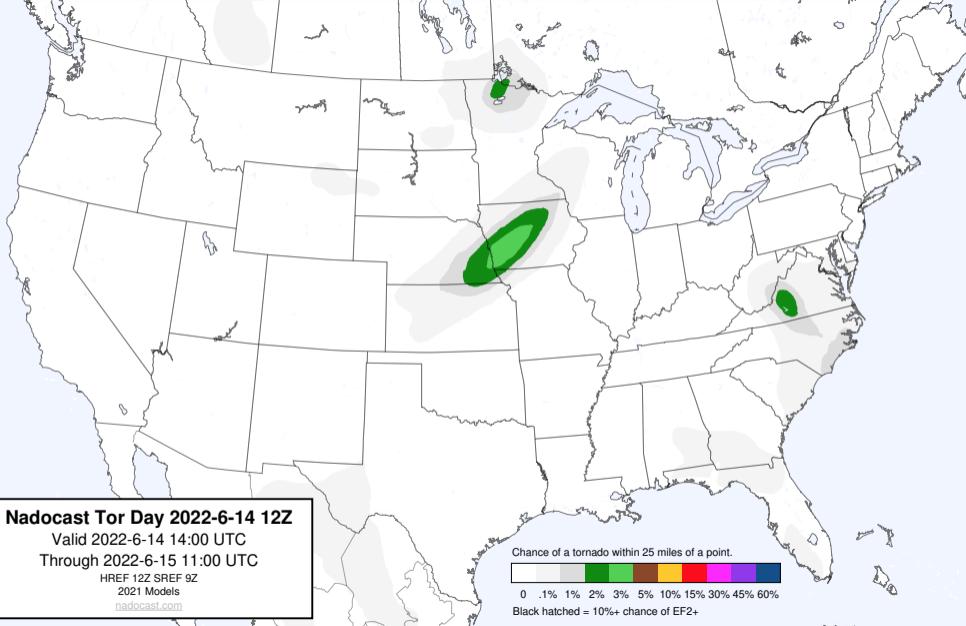 Nadocast Tor Day 2022-6-14 12Z
Valid 2022-6-14 14:00 UTC
Through 2022-6-15 11:00 UTC
HREF 12Z SREF 9Z
2021 Models
nadocast.com
Chance of a tornado within 25 miles of a point.
0 .1% 1% 2% 3% 5% 10% 15% 30% 45% 60%
Black hatched = 10%+ chance of EF2+